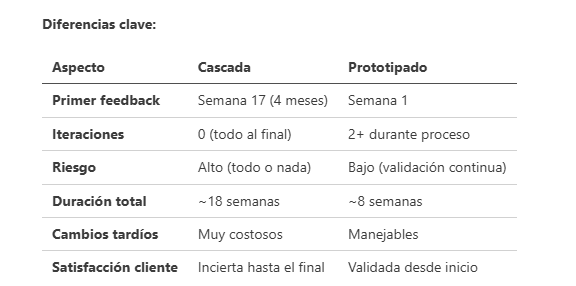 Diferencias clave:
Aspecto Cascada Prototipado
Primer feedback Semana 17 (4 meses) Semana 1
Iteraciones 0 (todo al final) 2+ durante proceso
Riesgo Alto (todo o nada) Bajo (validación continua)
Duración total ~18 semanas ~8 semanas
Cambios tardíos Muy costosos Manejables
Satisfacción cliente Incierta hasta el final Validada desde inicio